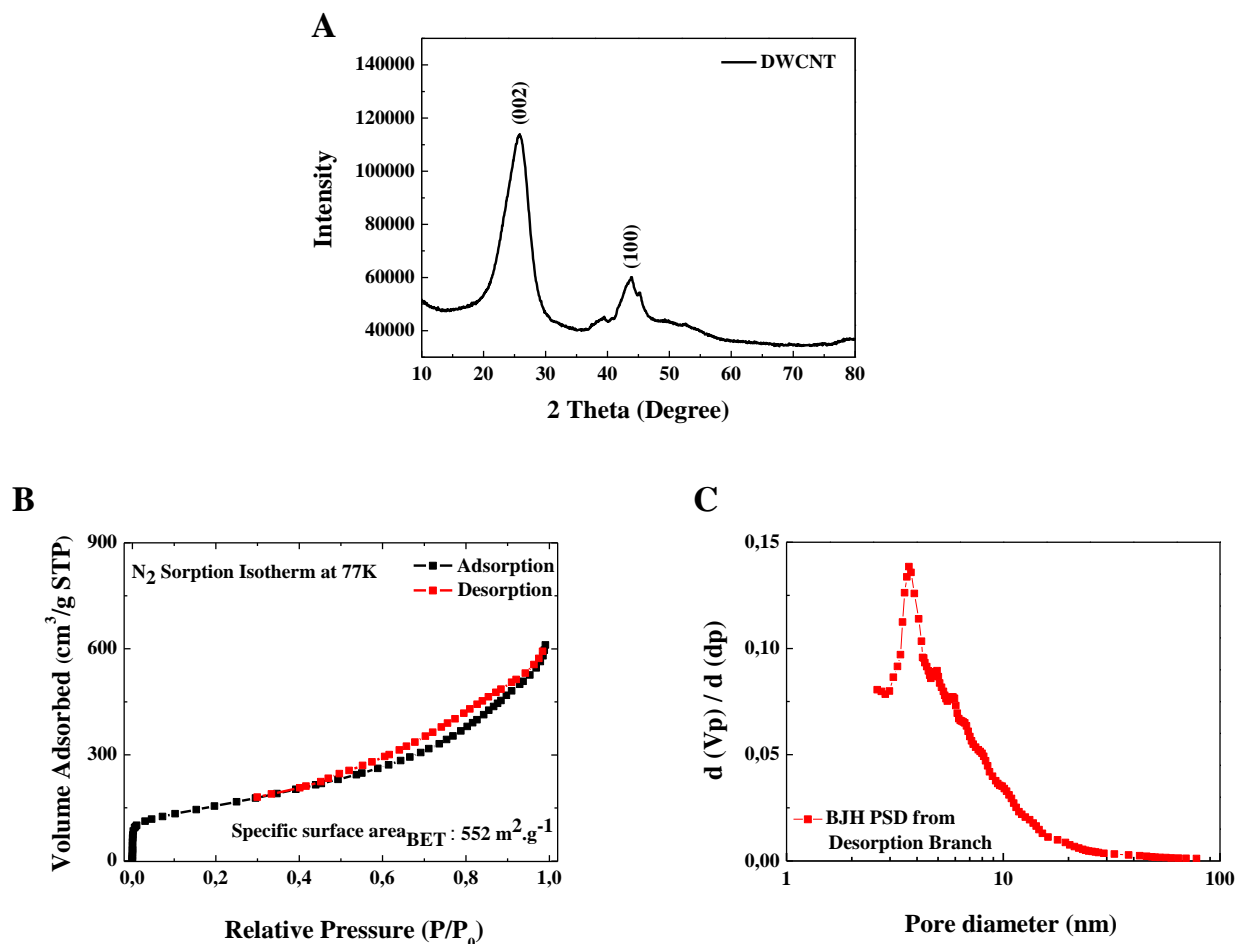 A
DWCNT
(002)
(100)
Intensity
140000
120000
100000
80000
60000
40000
10 20 30 40 50 60 70 80
2 Theta (Degree)
B
N2 Sorption Isotherm at 77K
Adsorption
Desorption
Specific surface areaBET : 552 m2.g-1
Volume Adsorbed (cm3/g STP)
900
600
300
0
0,0 0,2 0,4 0,6 0,8 1,0
Relative Pressure (P/P0)
C
d (Vp) / d (dp)
0,15
0,10
0,05
0,00
BJH PSD from
Desorption Branch
1 10 100
Pore diameter (nm)